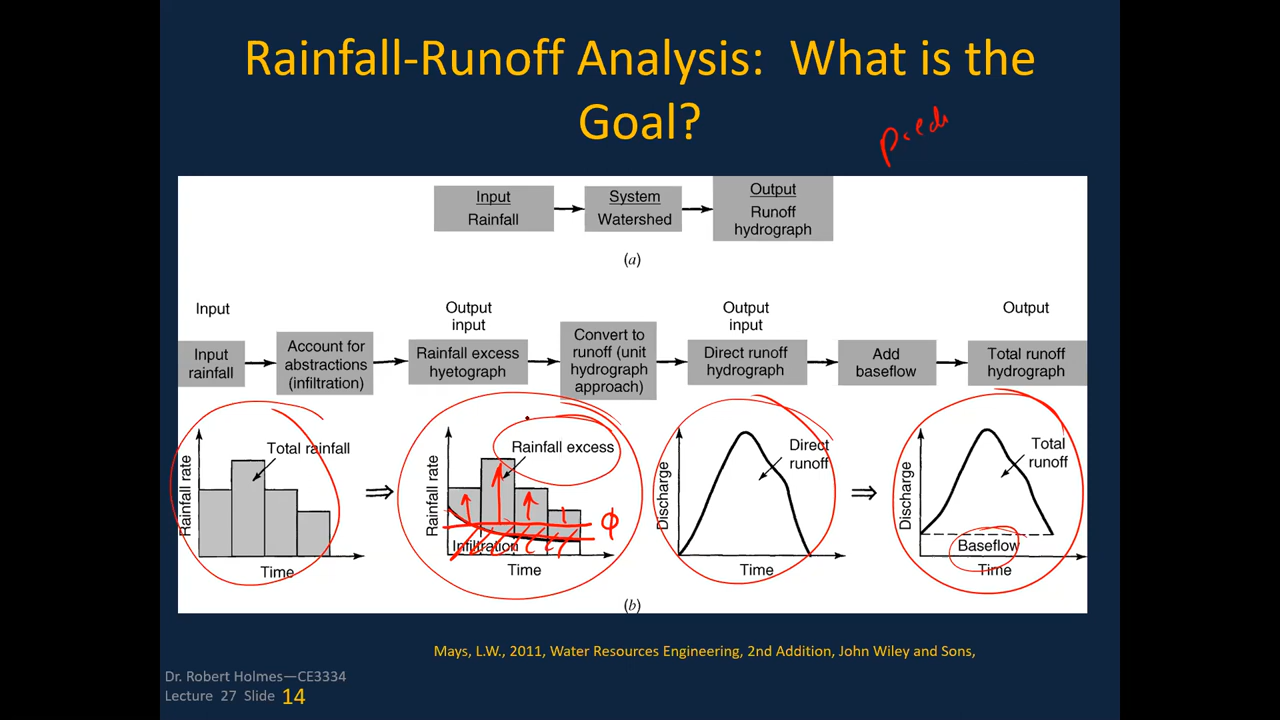 Rainfall-Runoff Analysis: What is the
Goal?
Input
Rainfall
System
Watershed
Output
Runoff
hydrograph
(a)
Input
Output
input
Output
input
Output
Input
rainfall
Account for
abstractions
(infiltration)
Rainfall excess
hyetograph
Convert to
runoff (unit
hydrograph
approach)
Direct runoff
hydrograph
Add
baseflow
Total runoff
hydrograph
Rainfall rate
Total rainfall
Time
Rainfall rate
Rainfall excess
ϕ
Infiltration
Time
Discharge
Direct
runoff
Time
Discharge
Total
runoff
Baseflow
Time
(b)
Mays, L.W., 2011, Water Resources Engineering, 2nd Addition, John Wiley and Sons,
Dr. Robert Holmes—CE3334
Lecture 27 Slide 14